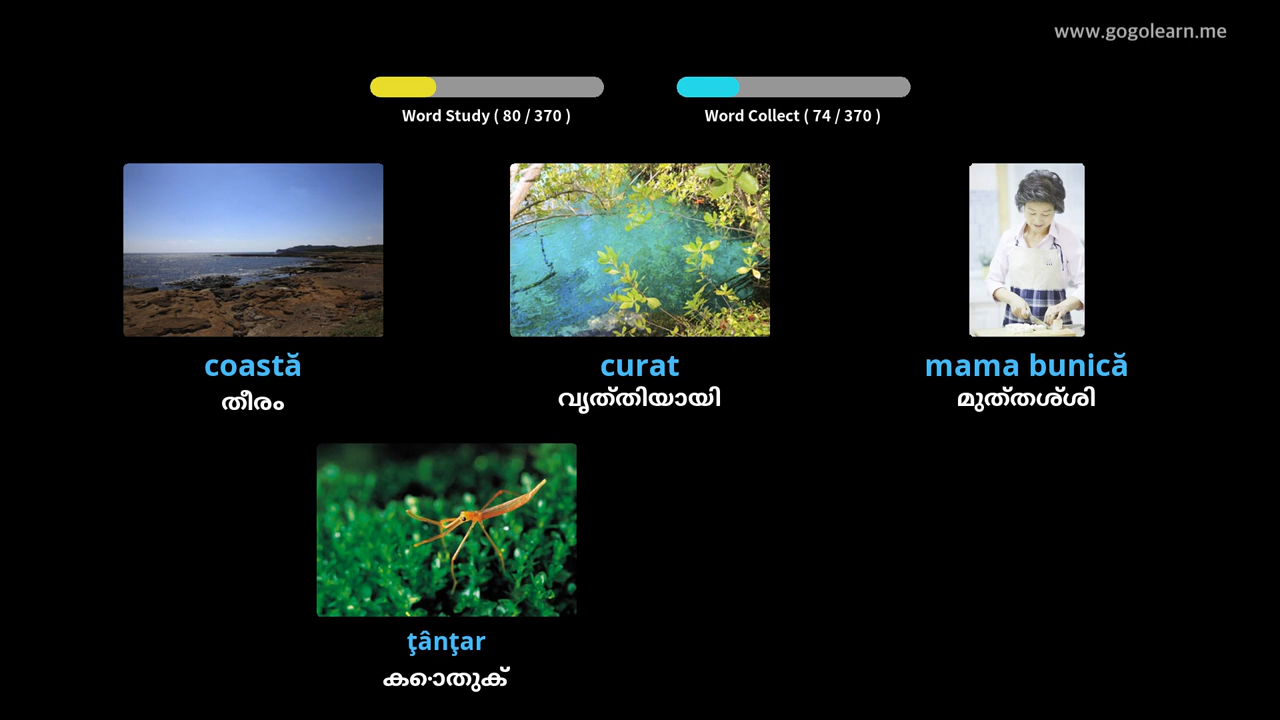 www.gogolearn.me
Word Study ( 80 / 370 )
Word Collect ( 74 / 370 )
coastă
curat
mama bunică
തീരം
വൃത്തിയായി
മുത്തശ്ശി
ţânţar
കൊതുക്